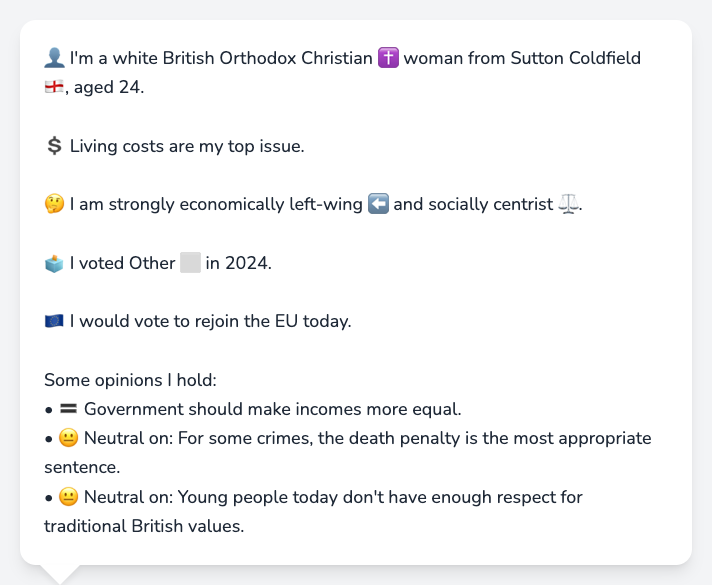 👤 I'm a white British Orthodox Christian ✝️ woman from Sutton Coldfield
🏴󠁧󠁢󠁥󠁮󠁧󠁿, aged 24.
💲 Living costs are my top issue.
🤔 I am strongly economically left-wing ⬅️ and socially centrist ⚖️.
🗳️ I voted Other ⬜ in 2024.
🇪🇺 I would vote to rejoin the EU today.
Some opinions I hold:
• 🟰 Government should make incomes more equal.
• 😐 Neutral on: For some crimes, the death penalty is the most appropriate
sentence.
• 😐 Neutral on: Young people today don't have enough respect for
traditional British values.